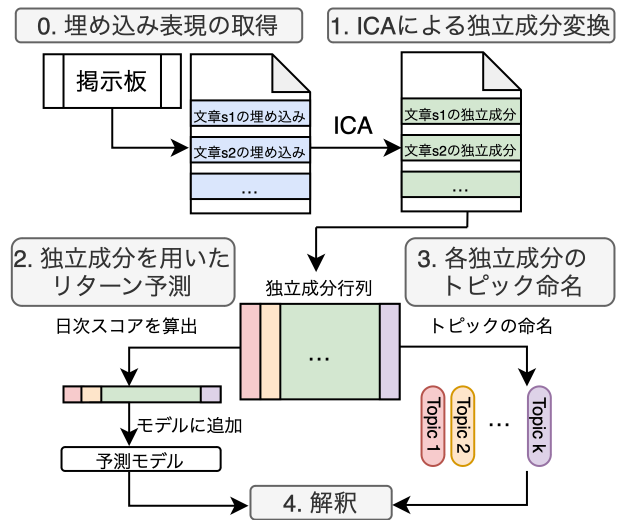 0. 埋め込み表現の取得
1. ICAによる独立成分変換
掲示板
文章s1の埋め込み
文章s2の埋め込み
...
ICA
文章s1の独立成分
文章s2の独立成分
...
2. 独立成分を用いた
リターン予測
3. 各独立成分の
トピック命名
独立成分行列
日次スコアを算出
...
トピックの命名
モデルに追加
予測モデル
Topic 1
Topic 2
...
Topic k
4. 解釈